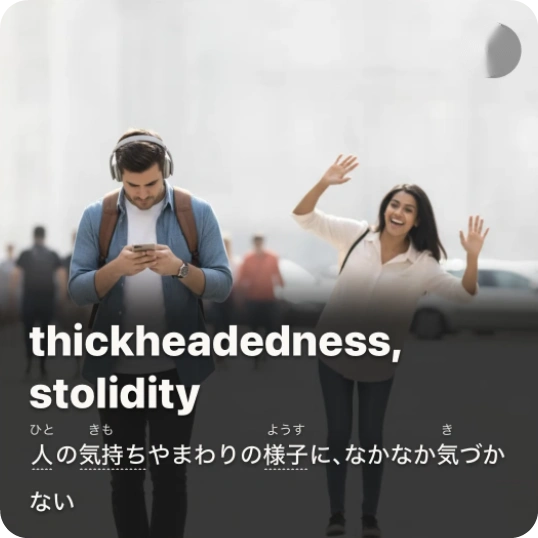 thickheadedness,
stolidity
人の気持ちやまわりの様子に、なかなか気づか
ない
ひと きも ようす き